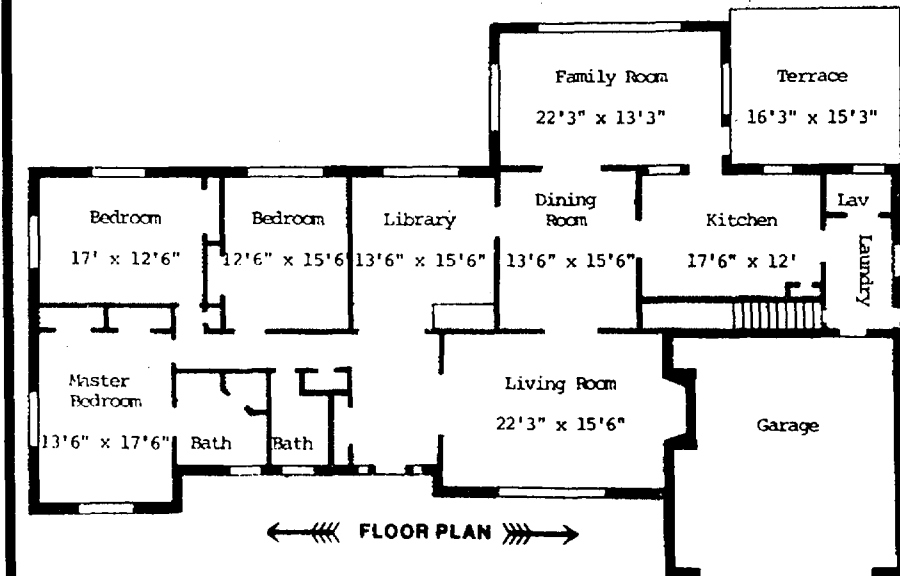 Family Room
22'3" x 13'3"
Terrace
16'3" x 15'3"
Bedroom
17' x 12'6"
Bedroom
12'6" x 15'6
Library
13'6" x 15'6"
Dining
Room
13'6" x 15'6"
Kitchen
17'6" x 12'
Lav
Laundry
Master
Bedroom
13'6" x 17'6"
Bath
Bath
Living Room
22'3" x 15'6"
Garage
FLOOR PLAN